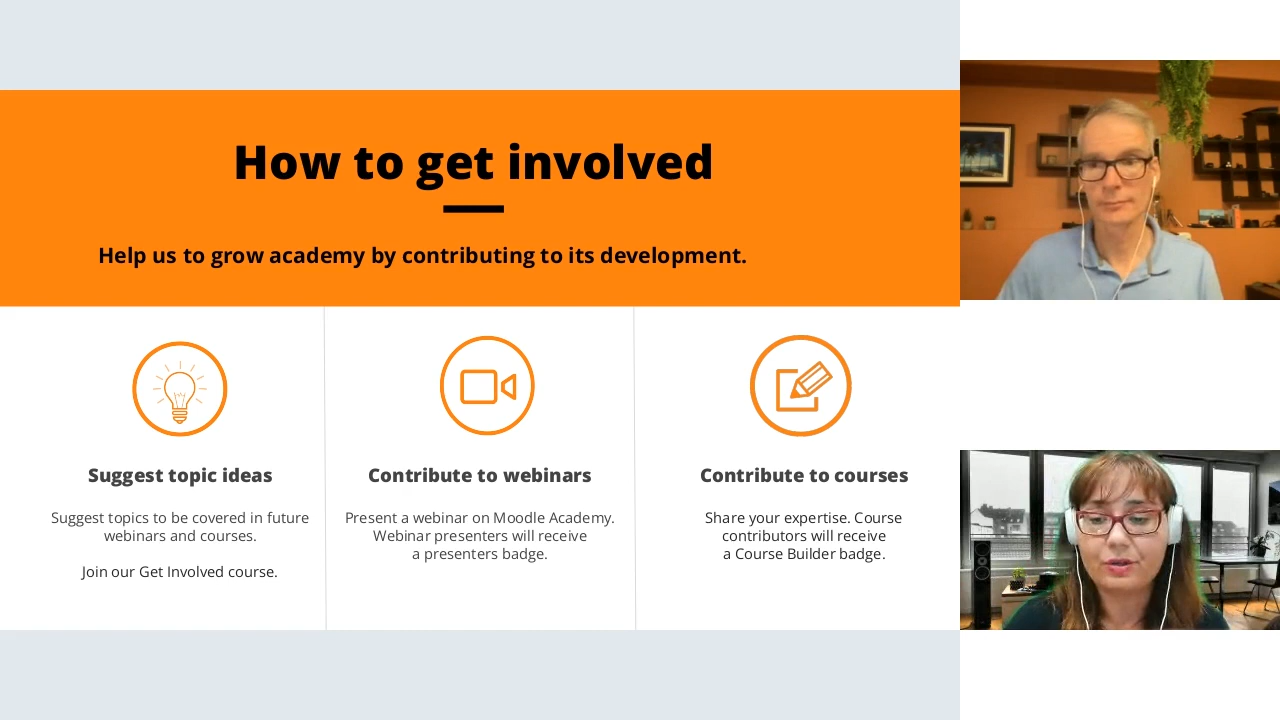 How to get involved
Help us to grow academy by contributing to its development.
Suggest topic ideas
Suggest topics to be covered in future
webinars and courses.
Join our Get Involved course.
Contribute to webinars
Present a webinar on Moodle Academy.
Webinar presenters will receive
a presenters badge.
Contribute to courses
Share your expertise. Course
contributors will receive
a Course Builder badge.